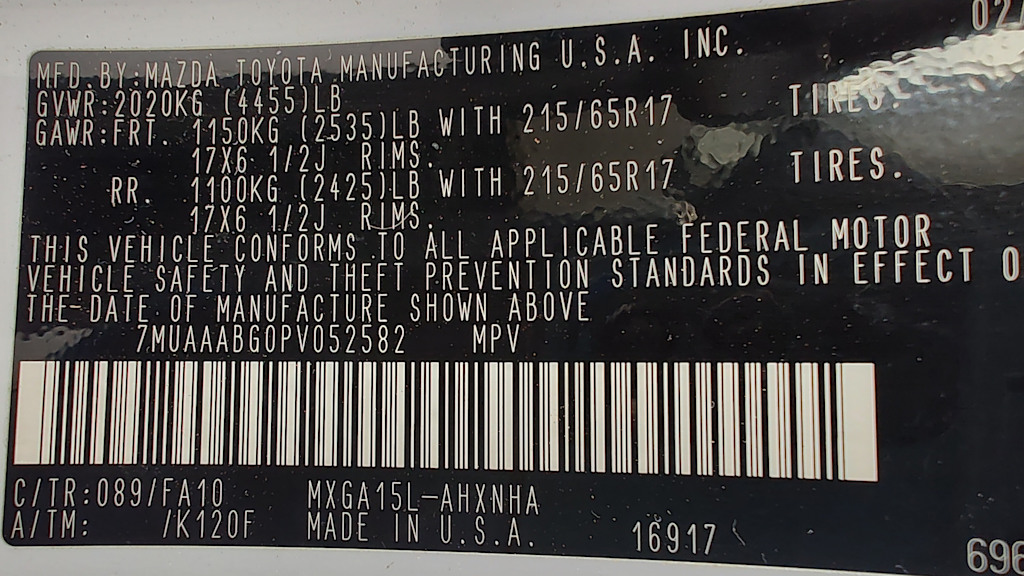 02/
MFD.BY:MAZDA TOYOTA MANUFACTURING U.S.A. INC.
GVWR:2020KG (4455)LB
GAWR:FRT. 1150KG (2535)LB WITH 215/65R17 TIRES.
17X6 1/2J RIMS.
RR. 1100KG (2425)LB WITH 215/65R17 TIRES.
17X6 1/2J RIMS.
THIS VEHICLE CONFORMS TO ALL APPLICABLE FEDERAL MOTOR
VEHICLE SAFETY AND THEFT PREVENTION STANDARDS IN EFFECT O
THE DATE OF MANUFACTURE SHOWN ABOVE
7MUAAABG0PV052582 MPV
C/TR:089/FA10 MXGA15L-AHXNHA
A/TM: /K120F MADE IN U.S.A. 16917
696